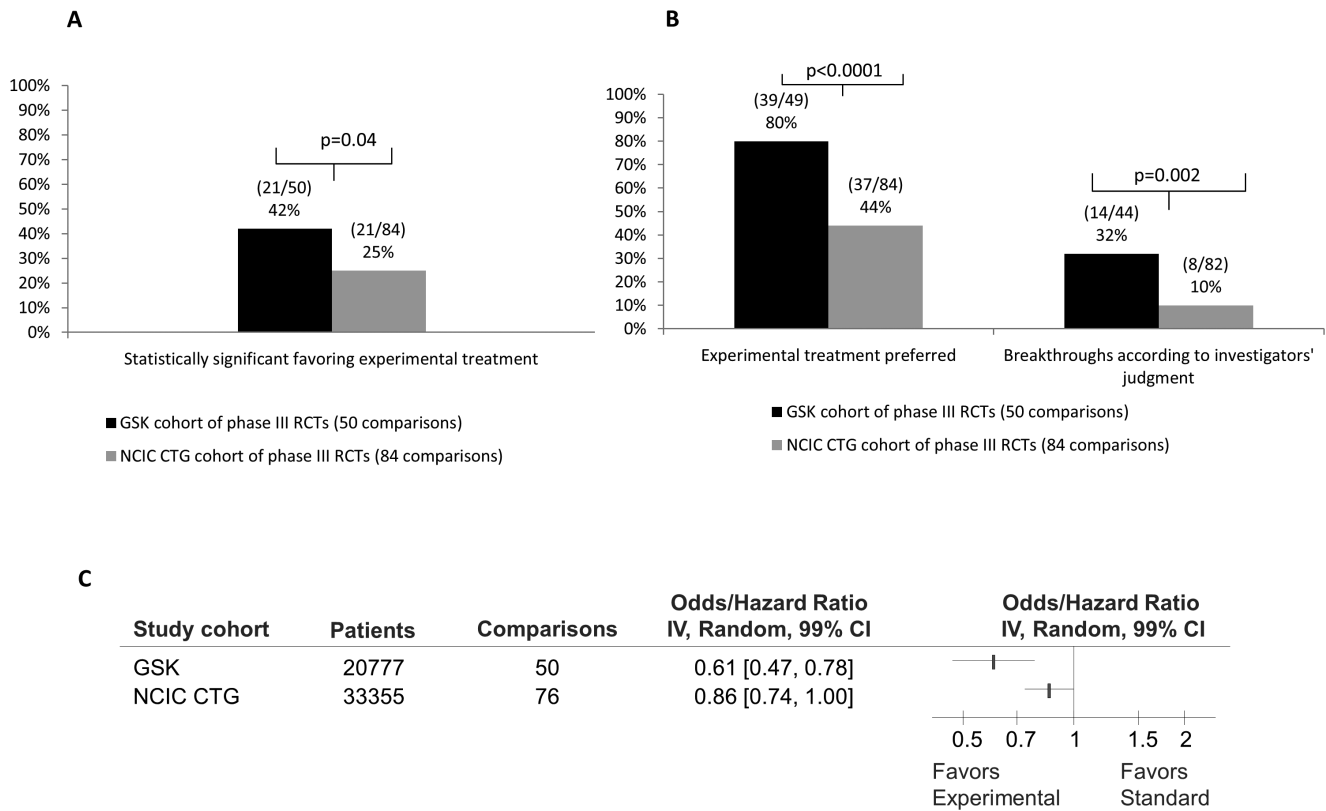 A
100%
90%
80%
70%
60%
50%
40%
30%
20%
10%
0%
p=0.04
(21/50)
42%
(21/84)
25%
Statistically significant favoring experimental treatment
GSK cohort of phase III RCTs (50 comparisons)
NCIC CTG cohort of phase III RCTs (84 comparisons)
B
100%
90%
80%
70%
60%
50%
40%
30%
20%
10%
0%
p<0.0001
(39/49)
80%
(37/84)
44%
p=0.002
(14/44)
32%
(8/82)
10%
Experimental treatment preferred
Breakthroughs according to investigators'
judgment
GSK cohort of phase III RCTs (50 comparisons)
NCIC CTG cohort of phase III RCTs (84 comparisons)
C
Odds/Hazard Ratio Odds/Hazard Ratio
Study cohort Patients Comparisons IV, Random, 99% CI IV, Random, 99% CI
GSK 20777 50 0.61 [0.47, 0.78]
NCIC CTG 33355 76 0.86 [0.74, 1.00]
0.5 0.7 1 1.5 2
Favors Favors
Experimental Standard